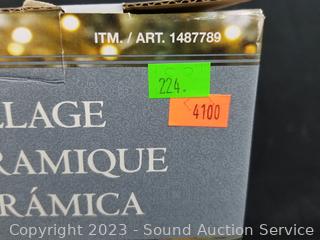 ITM. / ART. 1487789
224.
4100
LLAGE
RAMIQUE
RÁMICA
Copyright © 2023 - Sound Auction Service